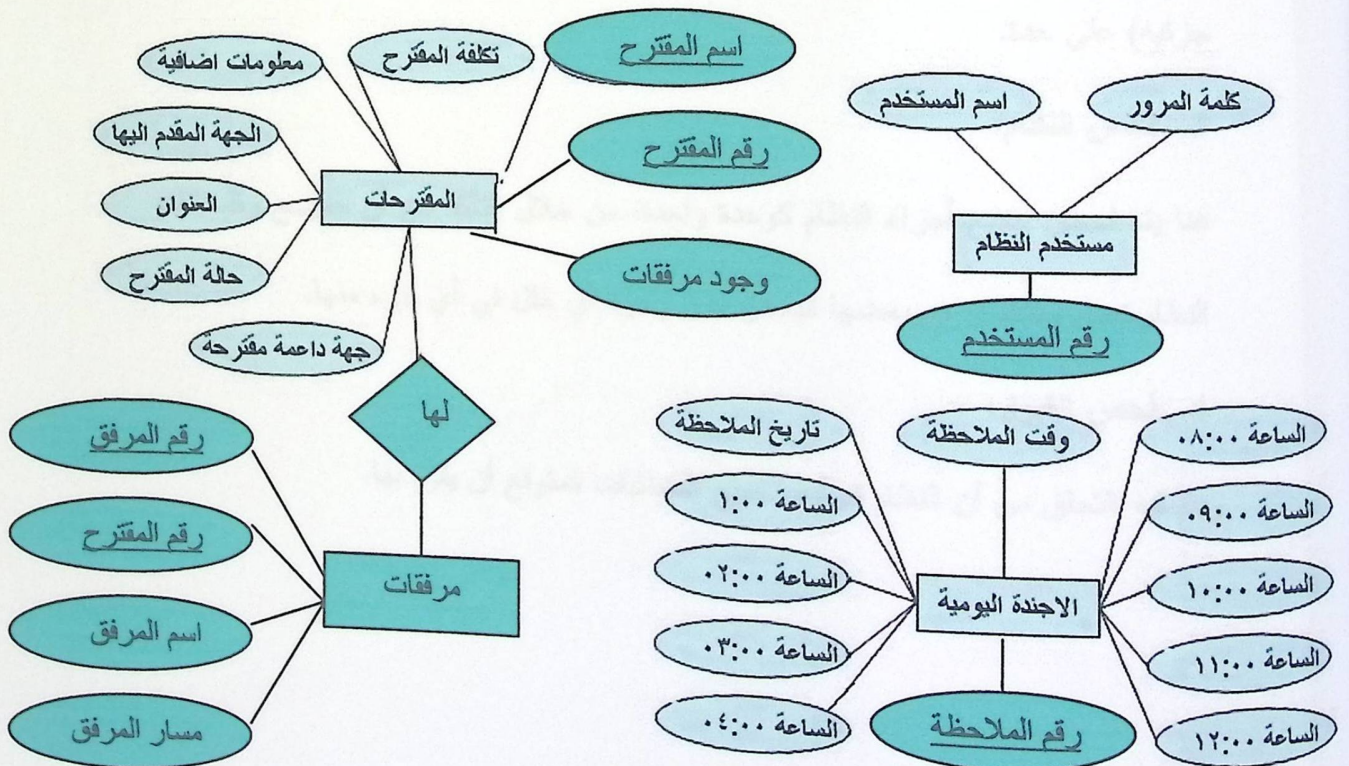 اسم المقترح
تكلفة المقترح
معلومات اضافية
كلمة المرور
اسم المستخدم
الجهة المقدم اليها
رقم المقترح
المقترحات
العنوان
مستخدم النظام
وجود مرفقات
حالة المقترح
رقم المستخدم
جهة داعمة مقترحه
لها
رقم المرفق
رقم المقترح
مرفقات
اسم المرفق
مسار المرفق
الساعة ٠٨:٠٠
وقت الملاحظة
تاريخ الملاحظة
الساعة ٠٩:٠٠
الساعة ١:٠٠
الساعة ١٠:٠٠
الساعة ٠٢:٠٠
الاجندة اليومية
الساعة ١١:٠٠
الساعة ٠٣:٠٠
الساعة ١٢:٠٠
رقم الملاحظة
الساعة ٠٤:٠٠